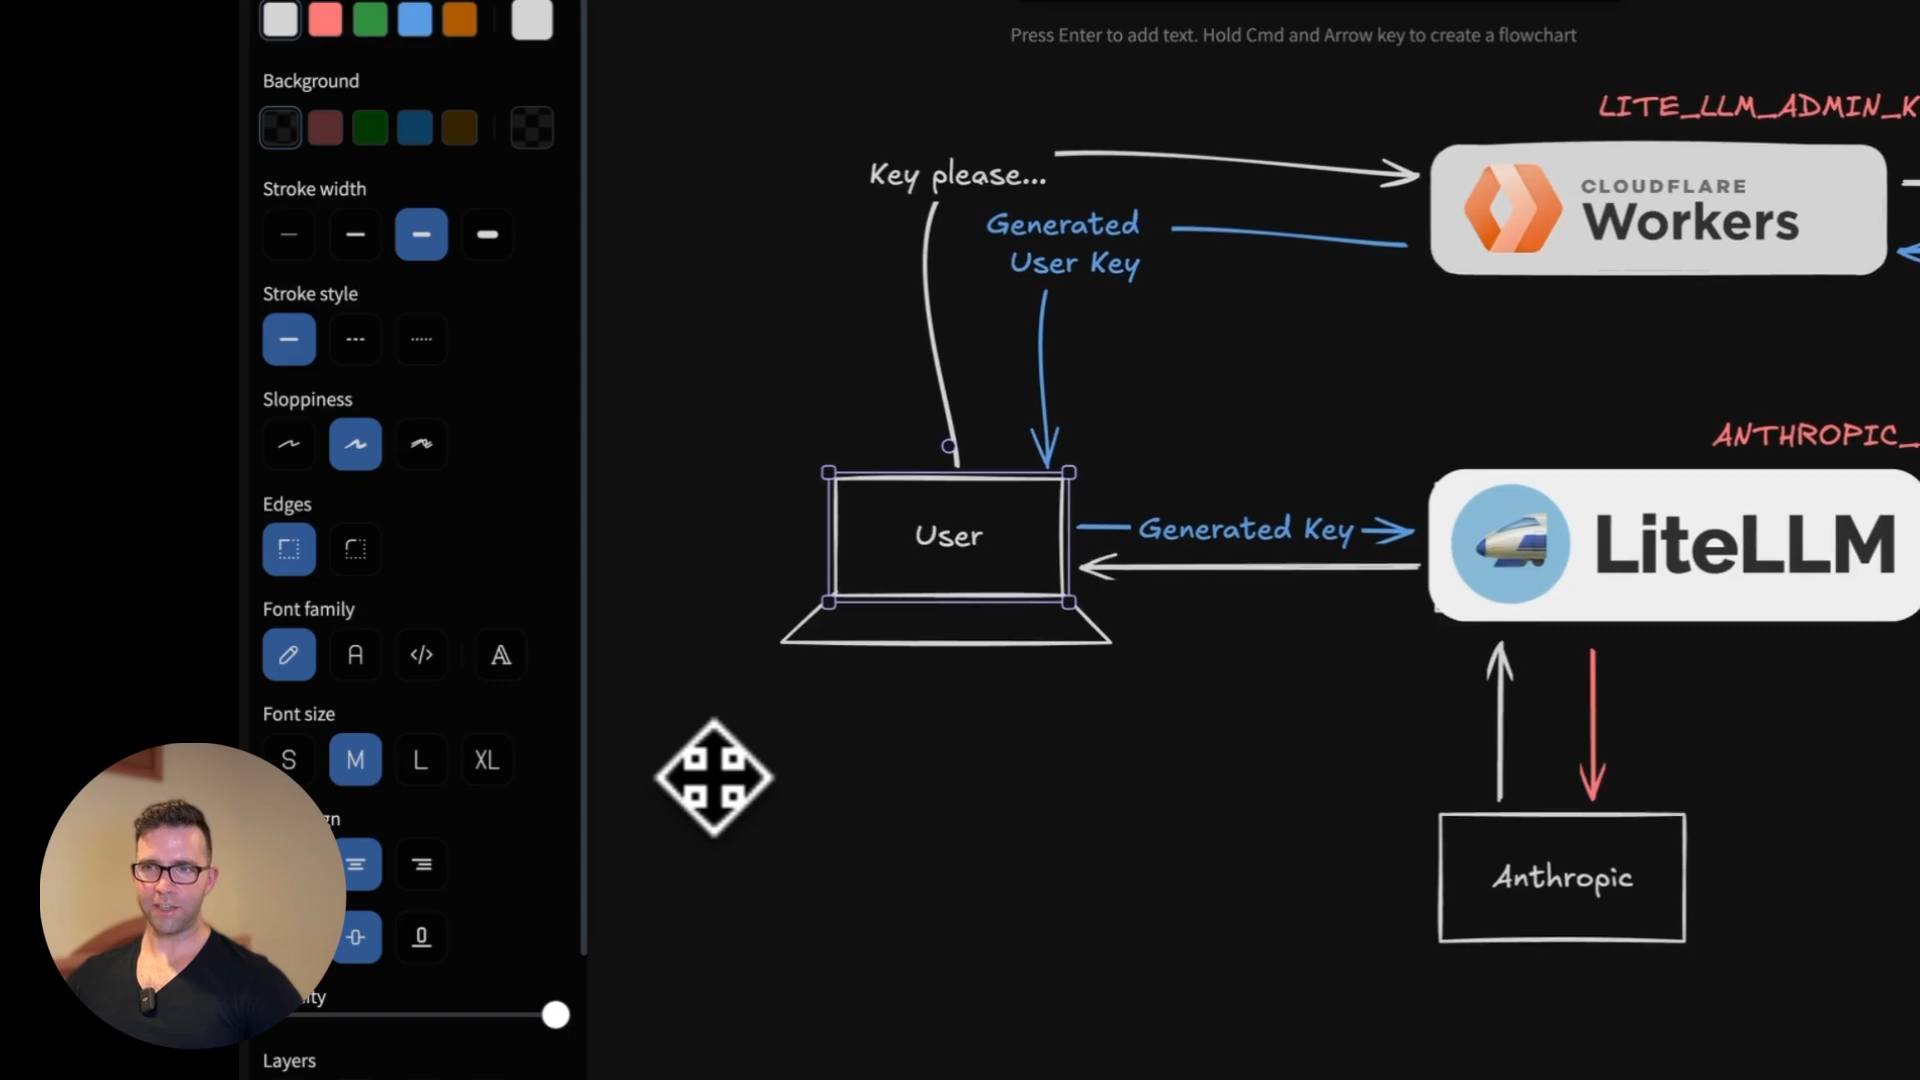 Press Enter to add text. Hold Cmd and Arrow key to create a flowchart
Background
Stroke width
Stroke style
Sloppiness
Edges
Font family
A
</>
A
Font size
S
M
L
XL
gn
ity
Layers
LITE_LLM_ADMIN_K
Key please...
CLOUDFLARE
Workers
Generated
User Key
ANTHROPIC_
User
Generated Key
LiteLLM
Anthropic